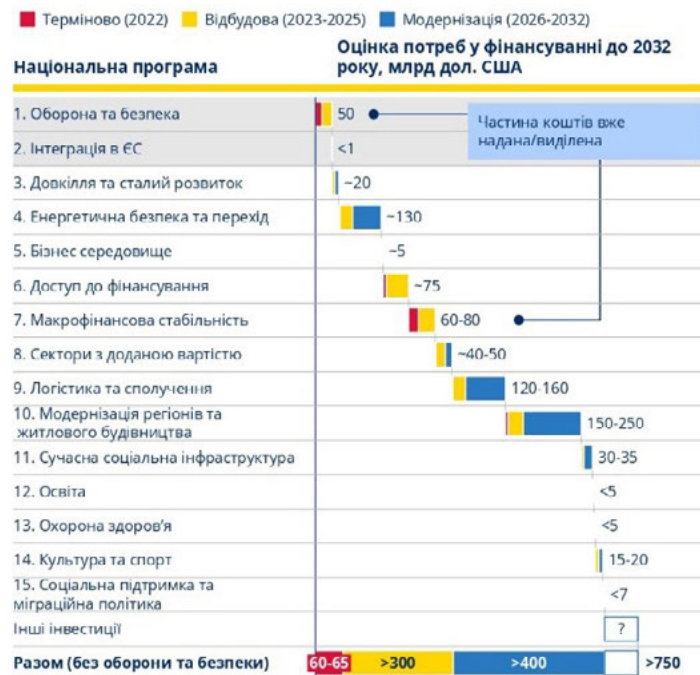 Терміново (2022) Відбудова (2023-2025) Модернізація (2026-2032)
Національна програма
Оцінка потреб у фінансуванні до 2032
року, млрд дол. США
1. Оборона та безпека 50
Частина коштів вже
надана/виділена
2. Інтеграція в ЄС <1
3. Довкілля та сталий розвиток ~20
4. Енергетична безпека та перехід ~130
5. Бізнес середовище ~5
6. Доступ до фінансування ~75
7. Макрофінансова стабільність 60-80
8. Сектори з доданою вартістю ~40-50
9. Логістика та сполучення 120-160
10. Модернізація регіонів та
житлового будівництва 150-250
11. Сучасна соціальна інфраструктура 30-35
12. Освіта <5
13. Охорона здоров'я <5
14. Культура та спорт 15-20
15. Соціальна підтримка та
міграційна політика <7
Інші інвестиції ?
Разом (без оборони та безпеки) 60-65 >300 >400 >750